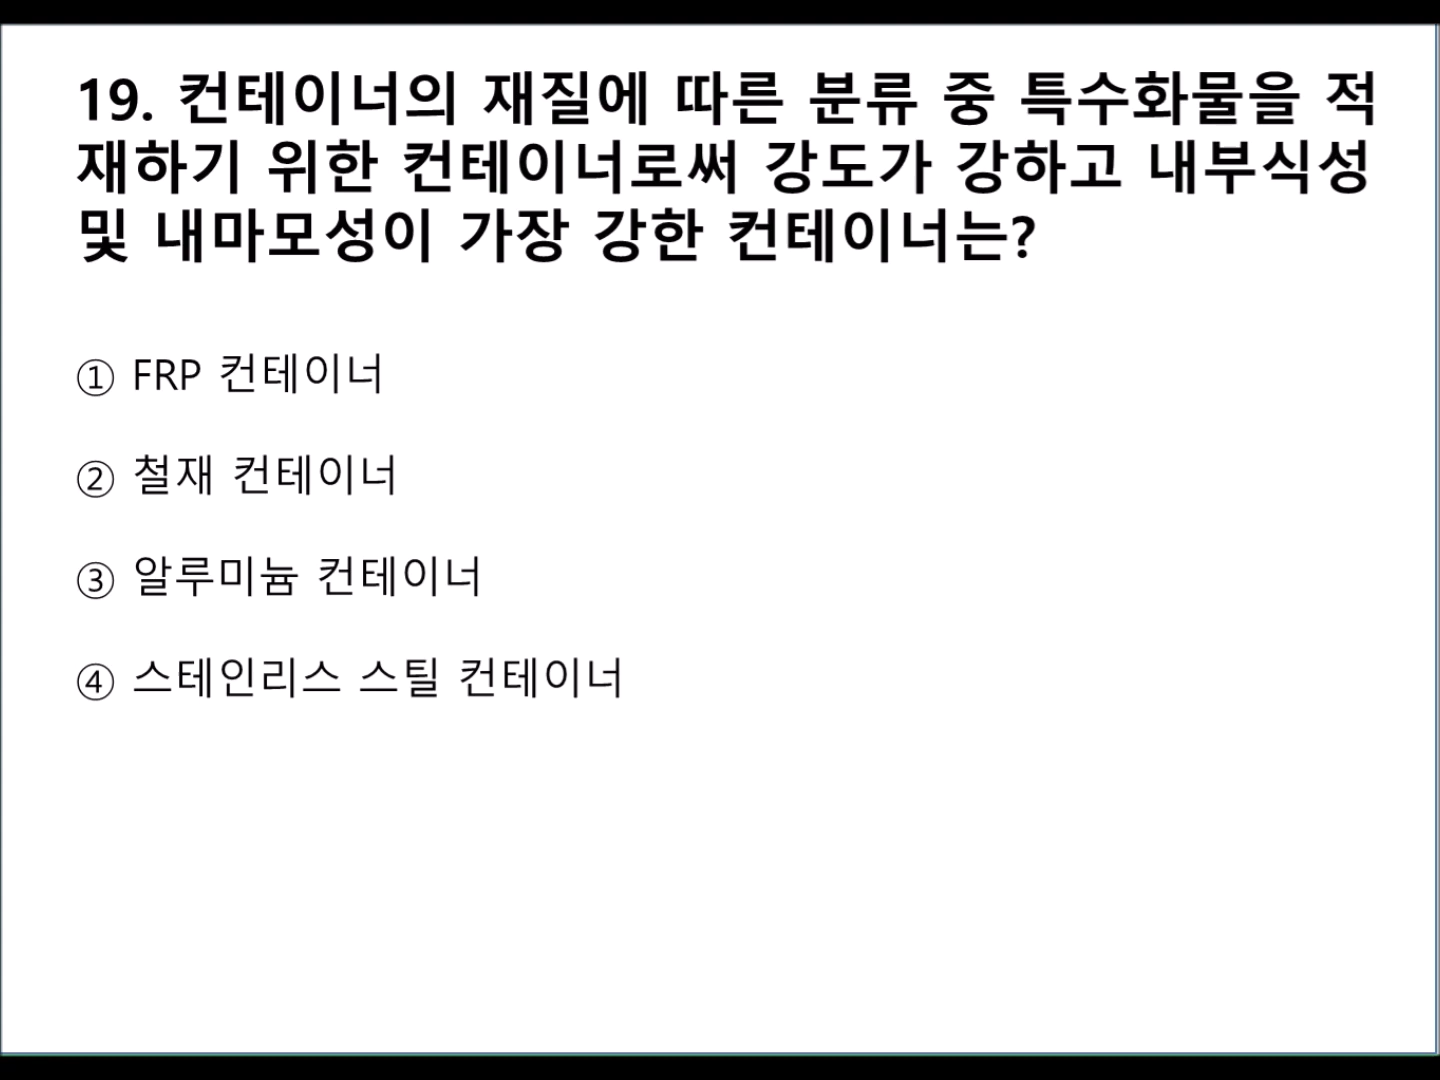 19. 컨테이너의 재질에 따른 분류 중 특수화물을 적
재하기 위한 컨테이너로써 강도가 강하고 내부식성
및 내마모성이 가장 강한 컨테이너는?
① FRP 컨테이너
② 철재 컨테이너
③ 알루미늄 컨테이너
④ 스테인리스 스틸 컨테이너